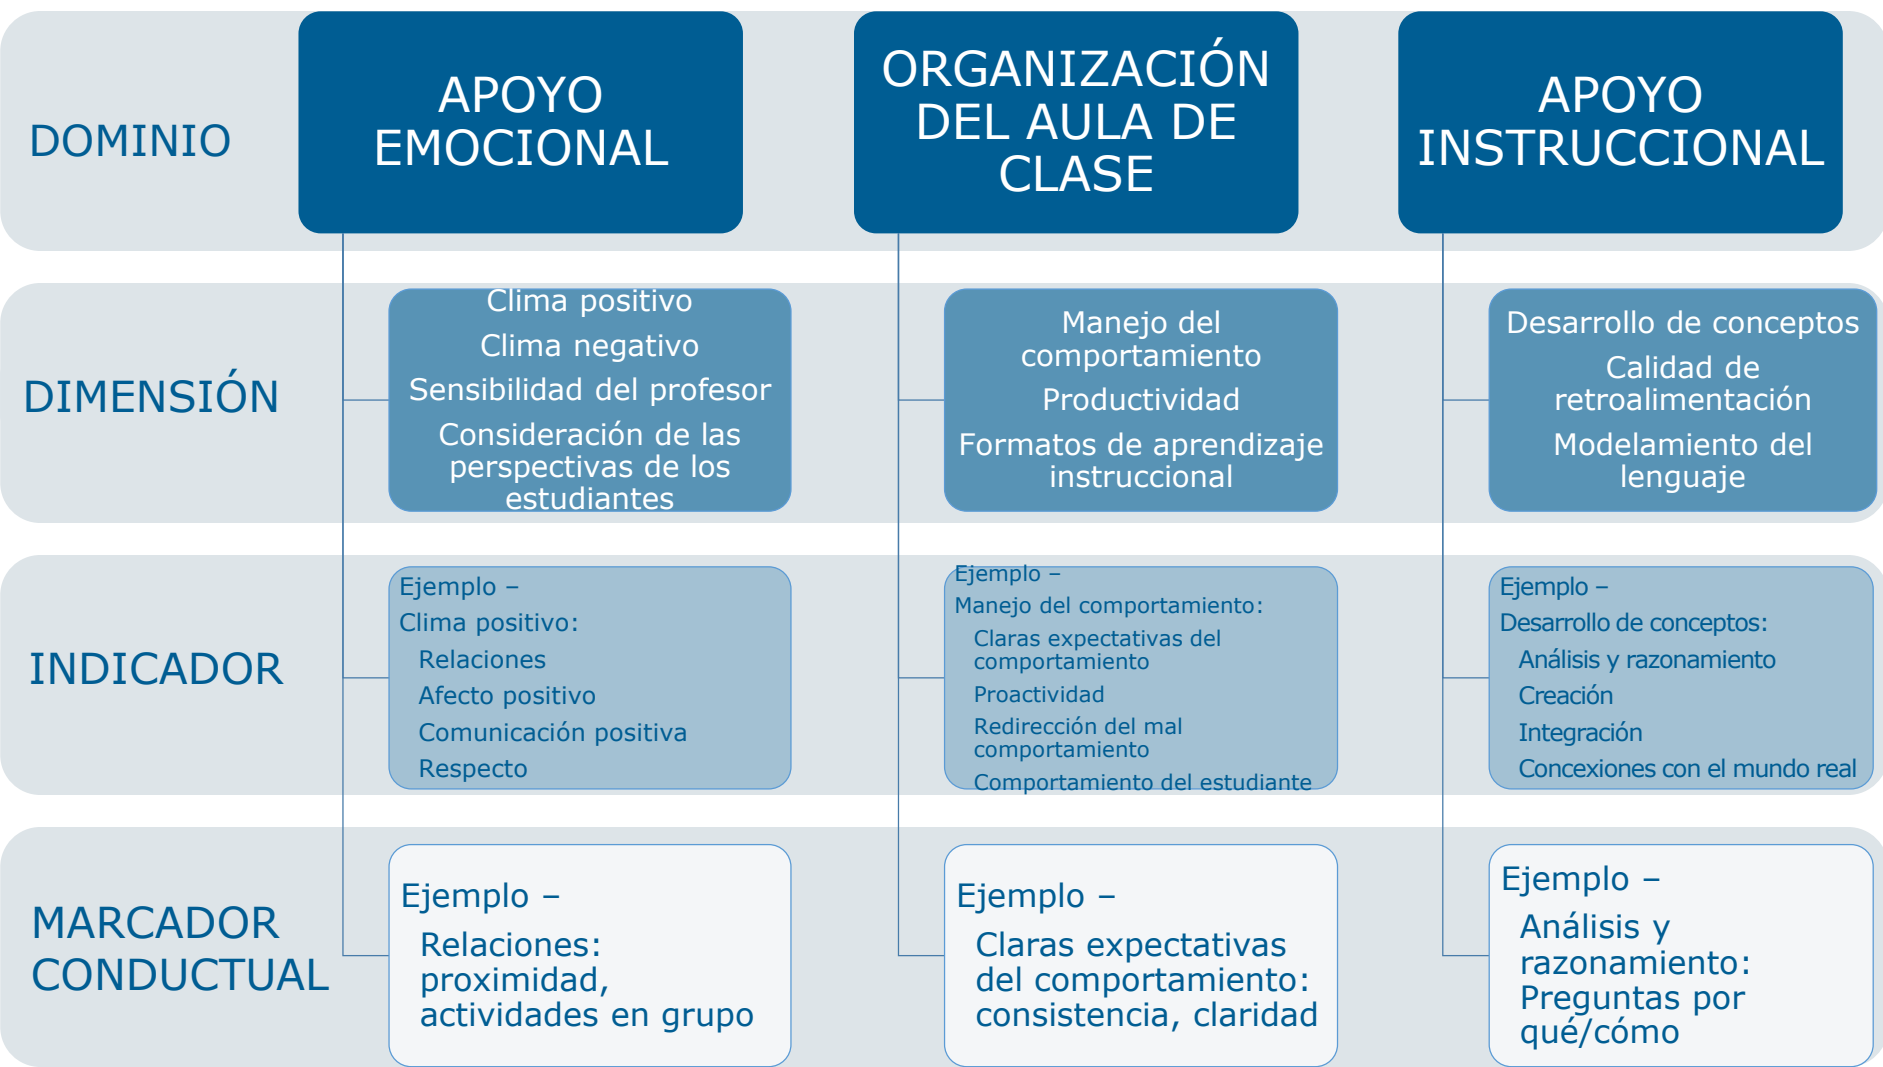 DOMINIO
APOYO
EMOCIONAL
ORGANIZACIÓN
DEL AULA DE
CLASE
APOYO
INSTRUCCIONAL
DIMENSIÓN
Clima positivo
Clima negativo
Sensibilidad del profesor
Consideración de las
perspectivas de los
estudiantes
Manejo del
comportamiento
Productividad
Formatos de aprendizaje
instruccional
Desarrollo de conceptos
Calidad de
retroalimentación
Modelamiento del
lenguaje
INDICADOR
Ejemplo –
Clima positivo:
Relaciones
Afecto positivo
Comunicación positiva
Respecto
Ejemplo –
Manejo del comportamiento:
Claras expectativas del
comportamiento
Proactividad
Redirección del mal
comportamiento
Comportamiento del estudiante
Ejemplo –
Desarrollo de conceptos:
Análisis y razonamiento
Creación
Integración
Concexiones con el mundo real
MARCADOR
CONDUCTUAL
Ejemplo –
Relaciones:
proximidad,
actividades en grupo
Ejemplo –
Claras expectativas
del comportamiento:
consistencia, claridad
Ejemplo –
Análisis y
razonamiento:
Preguntas por
qué/cómo